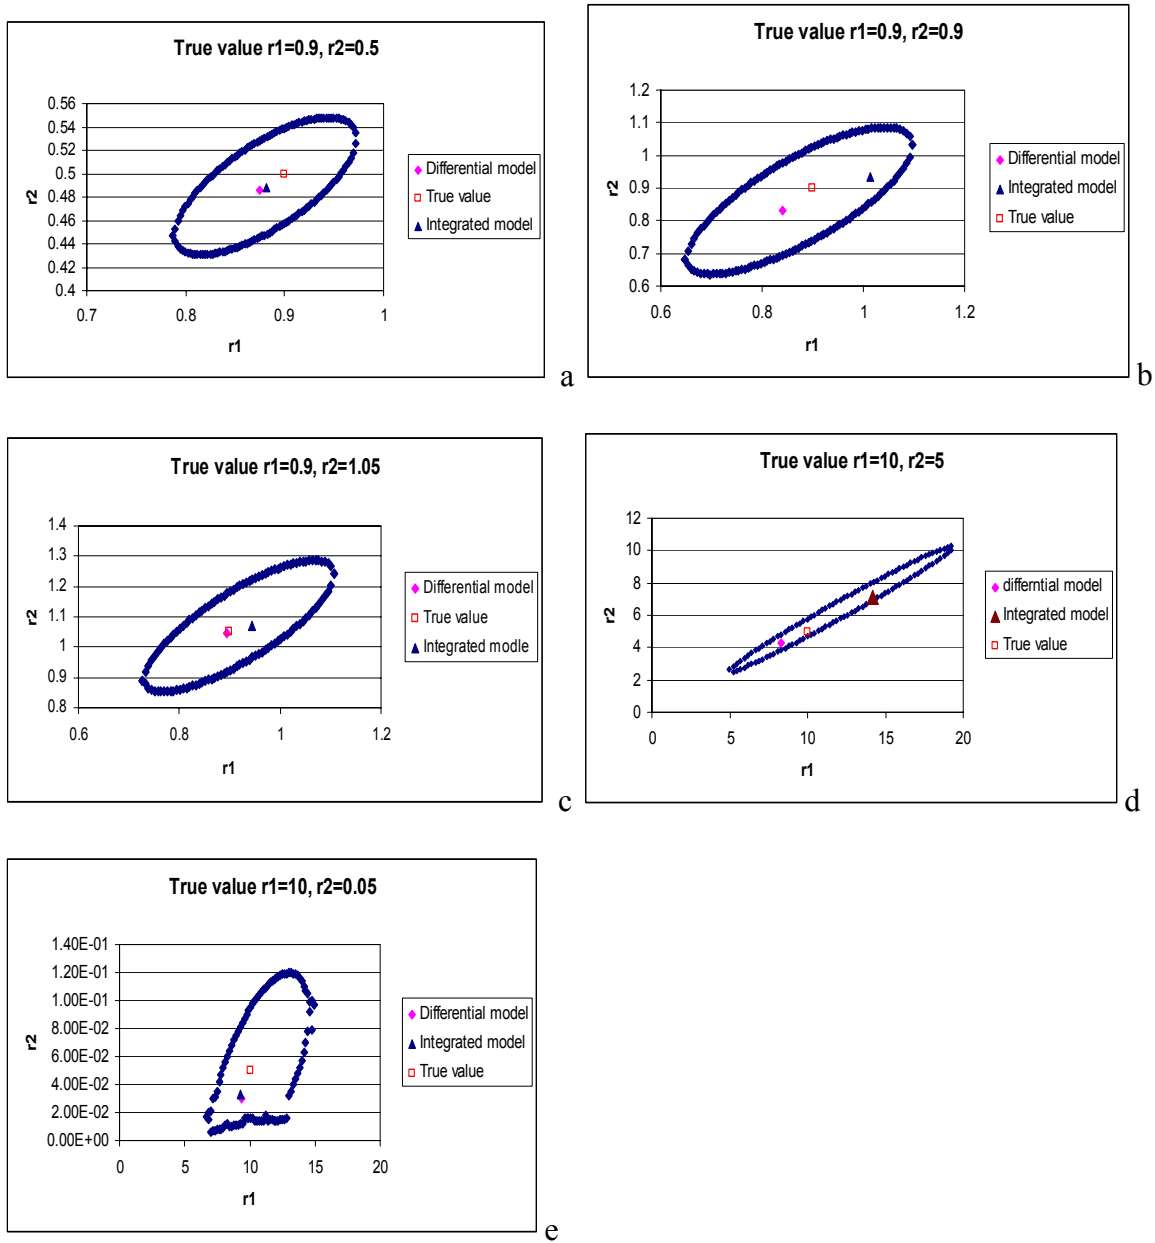 True value r1=0.9, r2=0.5
0.56
0.54
0.52
0.5
0.48
0.46
0.44
0.42
0.4
r2
0.7 0.8 0.9 1
r1
Differential model
True value
Integrated model
a
True value r1=0.9, r2=0.9
1.2
1.1
1
0.9
0.8
0.7
0.6
r2
0.6 0.8 1 1.2
r1
Differential model
Integrated model
True value
b
True value r1=0.9, r2=1.05
1.4
1.3
1.2
1.1
1
0.9
0.8
r2
0.6 0.8 1 1.2
r1
Differential model
True value
Integrated modle
c
True value r1=10, r2=5
12
10
8
6
4
2
0
r2
0 5 10 15 20
r1
differntial model
Integrated model
True value
d
True value r1=10, r2=0.05
1.40E-01
1.20E-01
1.00E-01
8.00E-02
6.00E-02
4.00E-02
2.00E-02
0.00E+00
r2
0 5 10 15 20
r1
Differential model
Integrated model
True value
e